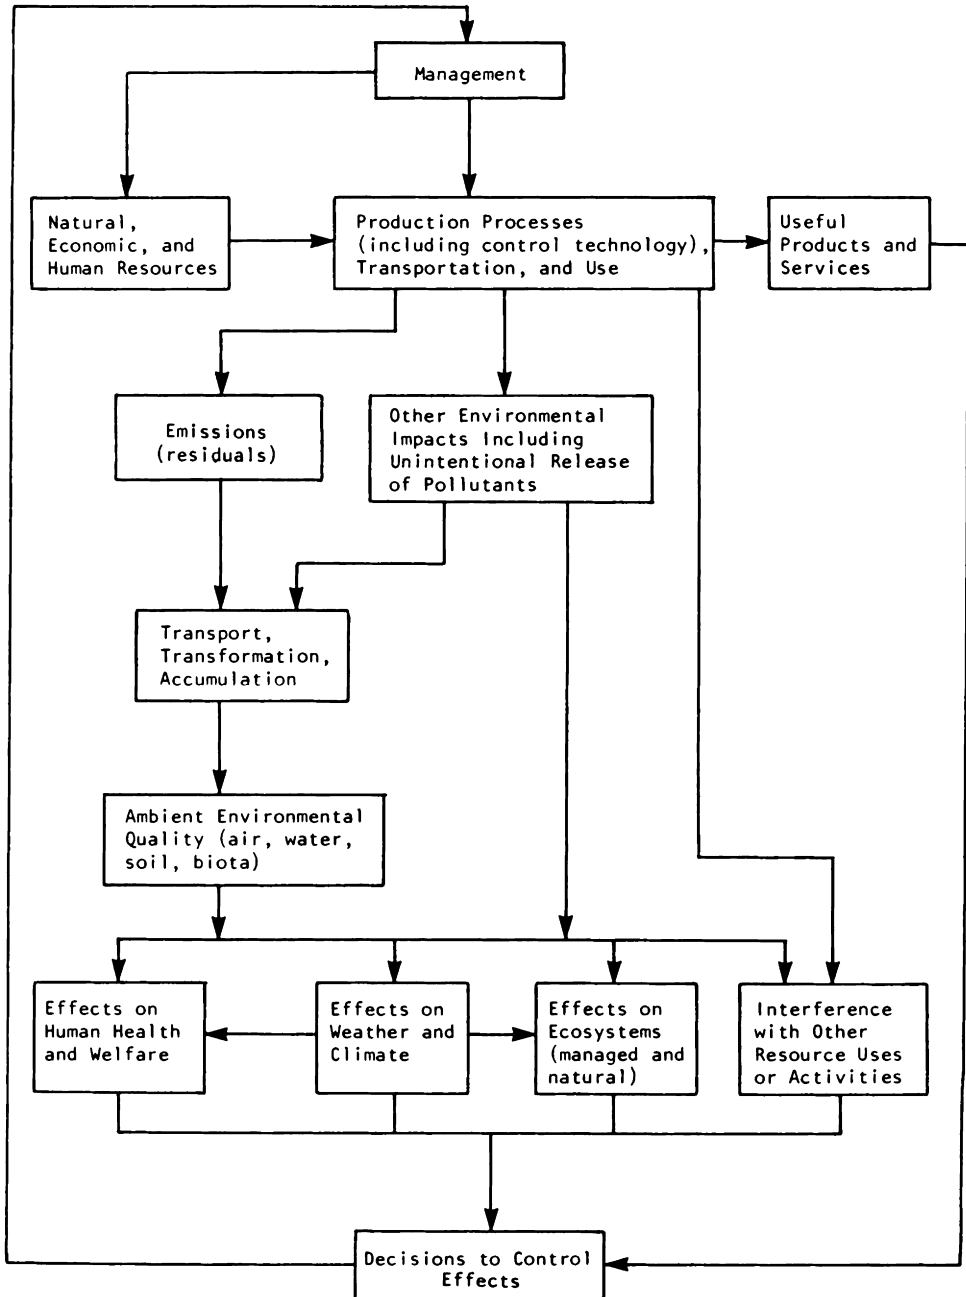 Management
Natural,
Economic, and
Human Resources
Production Processes
(including control technology),
Transportation, and Use
Useful
Products and
Services
Emissions
(residuals)
Other Environmental
Impacts Including
Unintentional Release
of Pollutants
Transport,
Transformation,
Accumulation
Ambient Environmental
Quality (air, water,
soil, biota)
Effects on
Human Health
and Welfare
Effects on
Weather and
Climate
Effects on
Ecosystems
(managed and
natural)
Interference
with Other
Resource Uses
or Activities
Decisions to Control
Effects